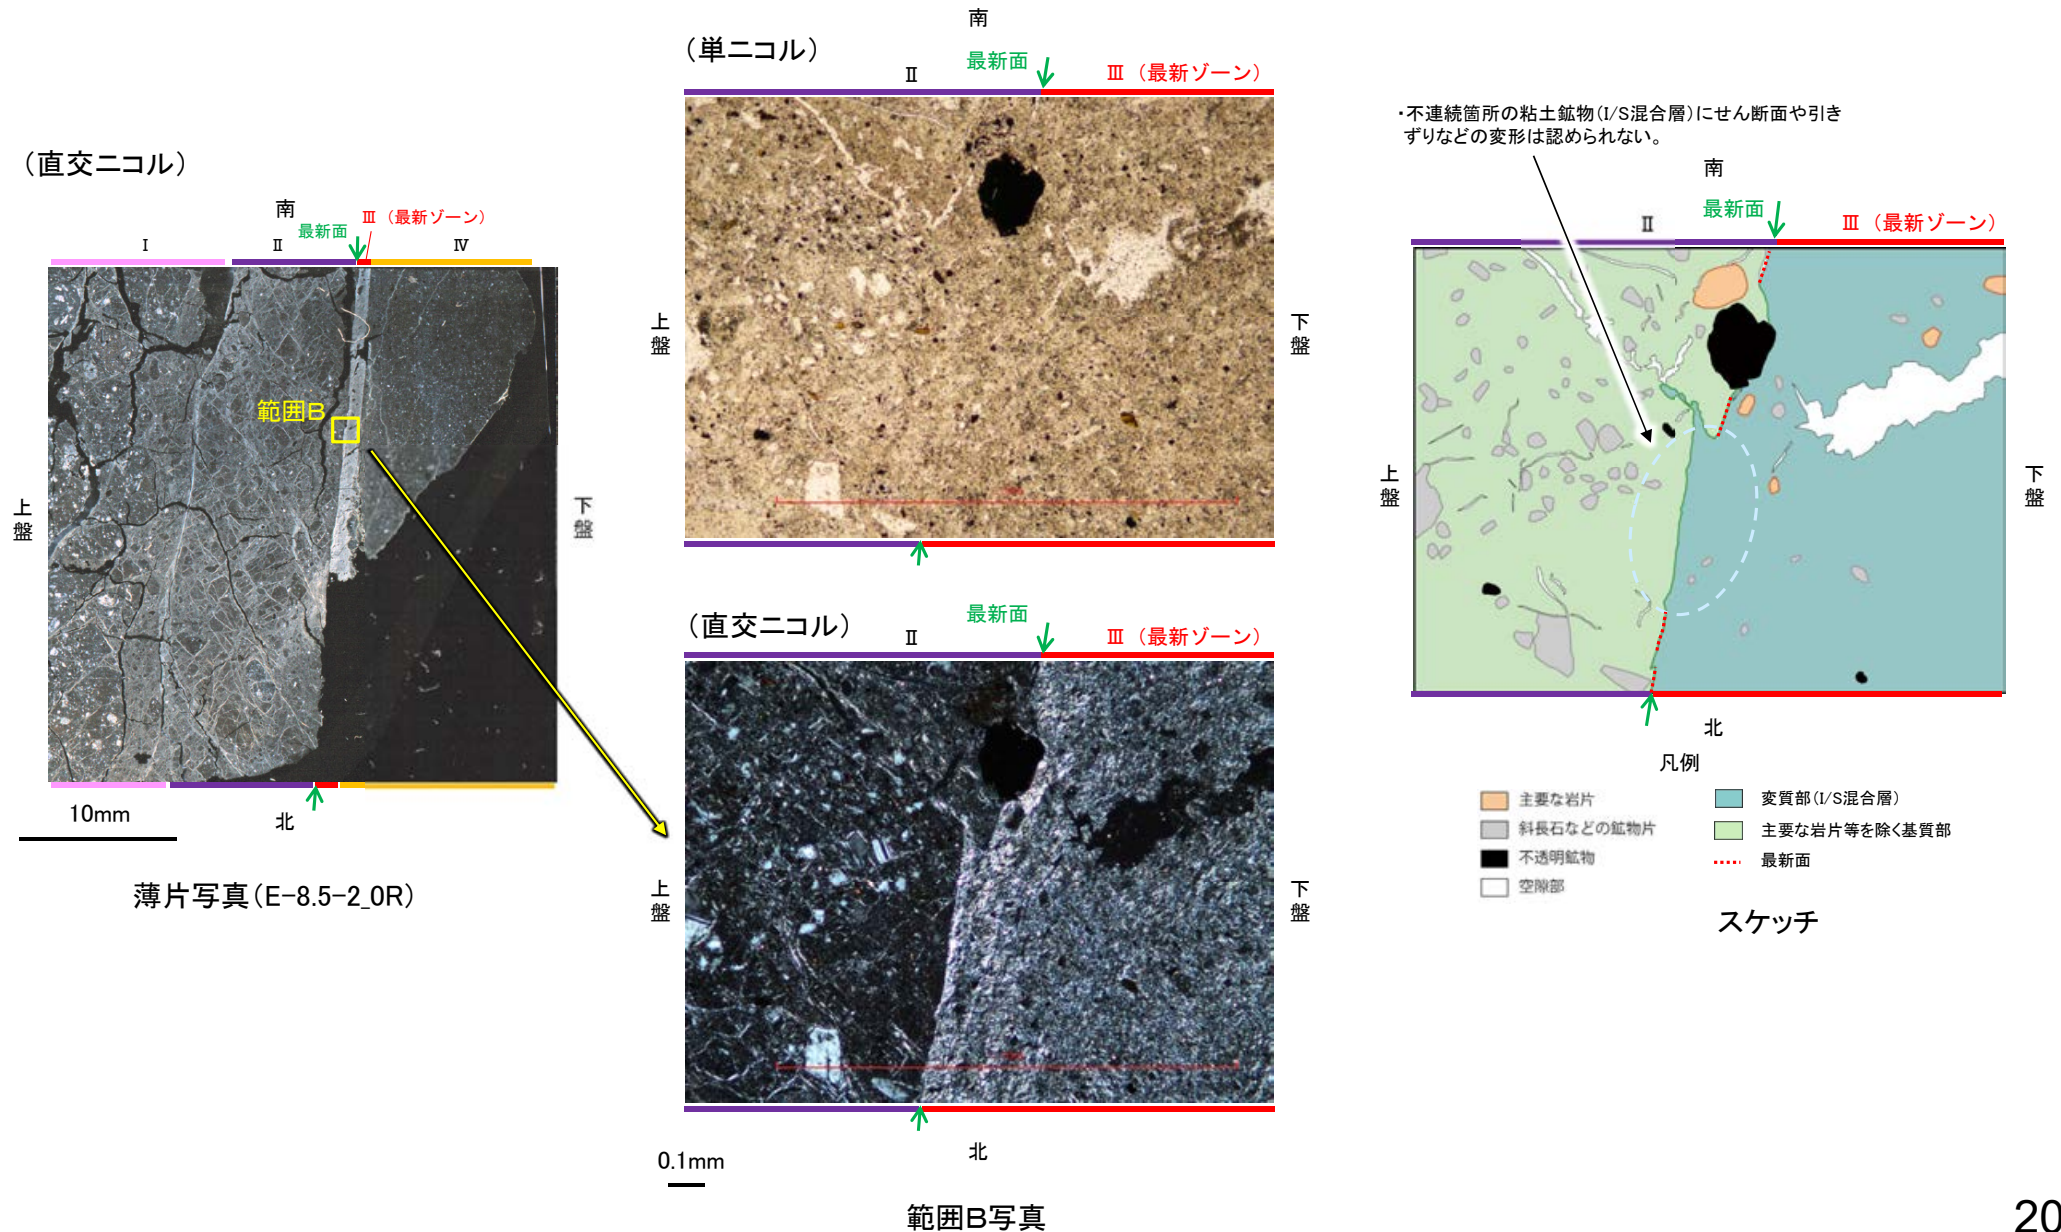 (直交ニコル)
南
最新面
Ⅲ (最新ゾーン)
Ⅰ
Ⅱ
Ⅳ
範囲B
上盤
下盤
10mm
北
薄片写真(E-8.5-2_0R)
南
(単ニコル)
最新面
Ⅱ
Ⅲ (最新ゾーン)
上盤
下盤
(直交ニコル)
最新面
Ⅱ
Ⅲ (最新ゾーン)
上盤
下盤
北
0.1mm
範囲B写真
・不連続箇所の粘土鉱物(I/S混合層)にせん断面や引き
ずりなどの変形は認められない。
南
最新面
Ⅱ
Ⅲ (最新ゾーン)
上盤
下盤
北
凡例
主要な岩片
斜長石などの鉱物片
不透明鉱物
空隙部
変質部(I/S混合層)
主要な岩片等を除く基質部
最新面
スケッチ